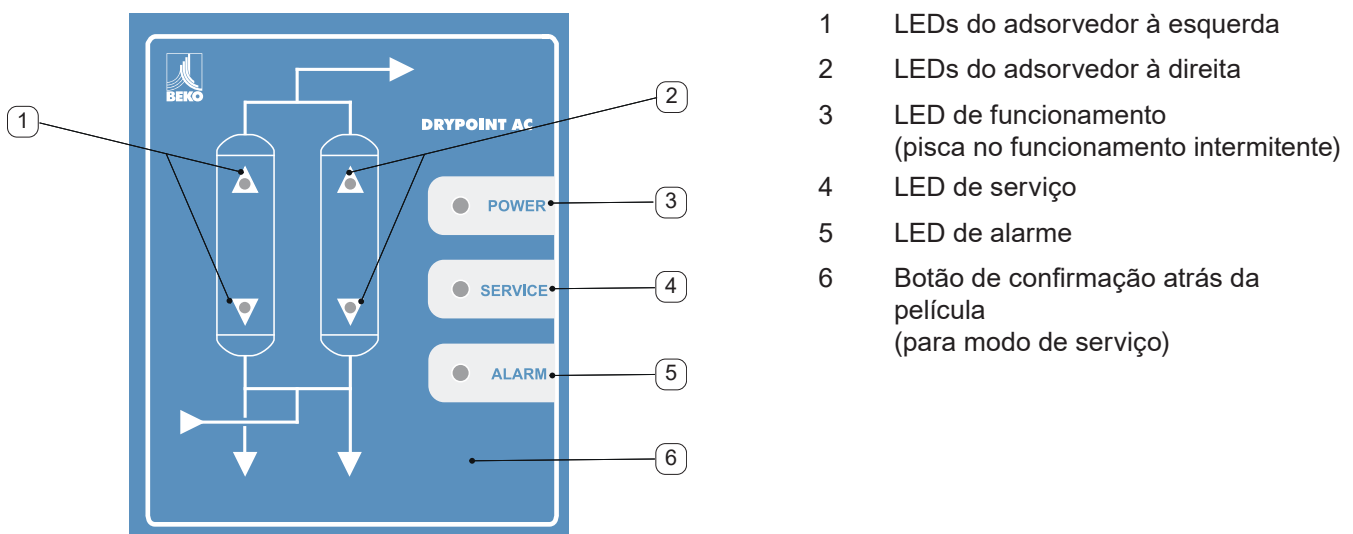 BEKO
DRYPOINT AC
POWER
SERVICE
ALARM
1
2
3
4
5
6
1 LEDs do adsorvedor à esquerda
2 LEDs do adsorvedor à direita
3 LED de funcionamento
(pisca no funcionamento intermitente)
4 LED de serviço
5 LED de alarme
6 Botão de confirmação atrás da
película
(para modo de serviço)